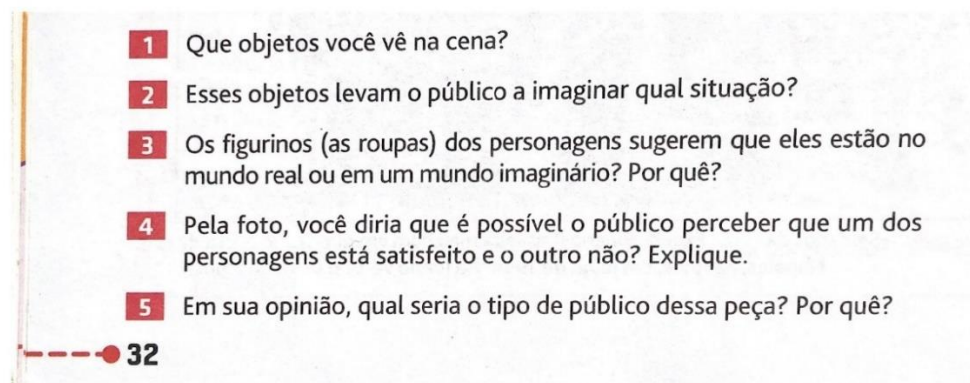 1 Que objetos você vê na cena?
2 Esses objetos levam o público a imaginar qual situação?
3 Os figurinos (as roupas) dos personagens sugerem que eles estão no
mundo real ou em um mundo imaginário? Por quê?
4 Pela foto, você diria que é possível o público perceber que um dos
personagens está satisfeito e o outro não? Explique.
5 Em sua opinião, qual seria o tipo de público dessa peça? Por quê?
32